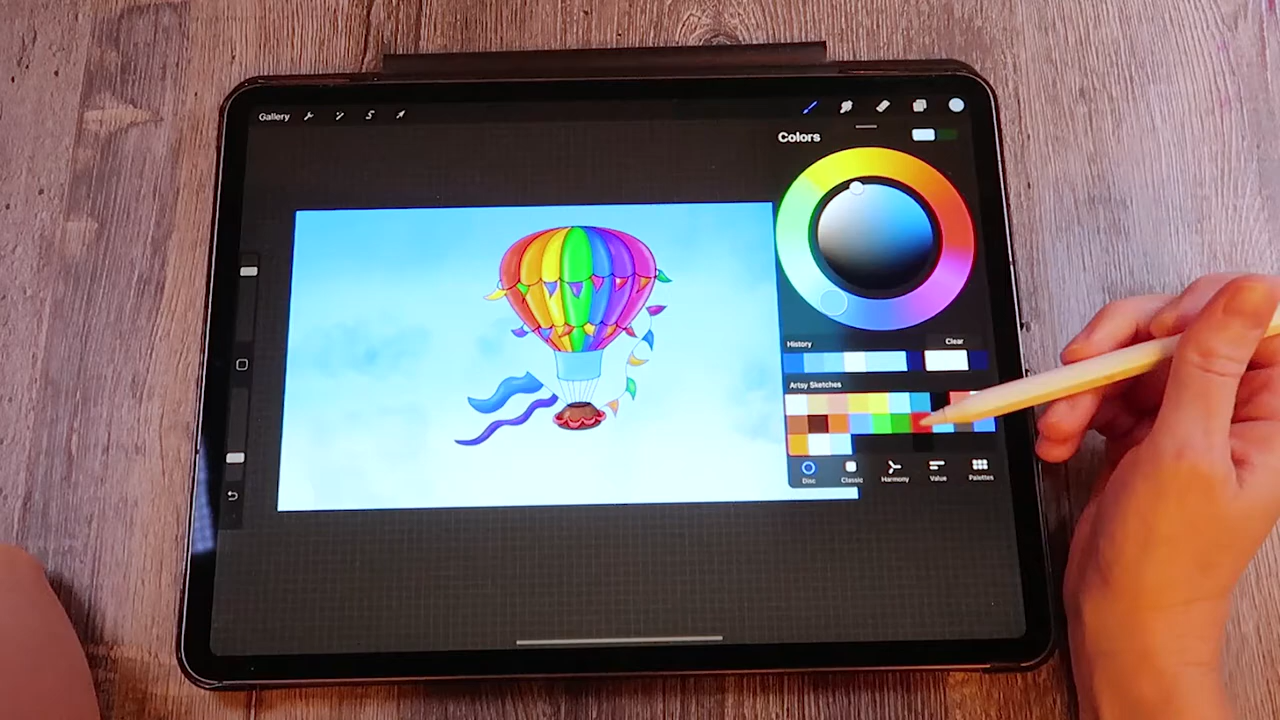 Gallery
Colors
History Clear
Artsy Sketches
Disc Classic Harmony Value Palettes